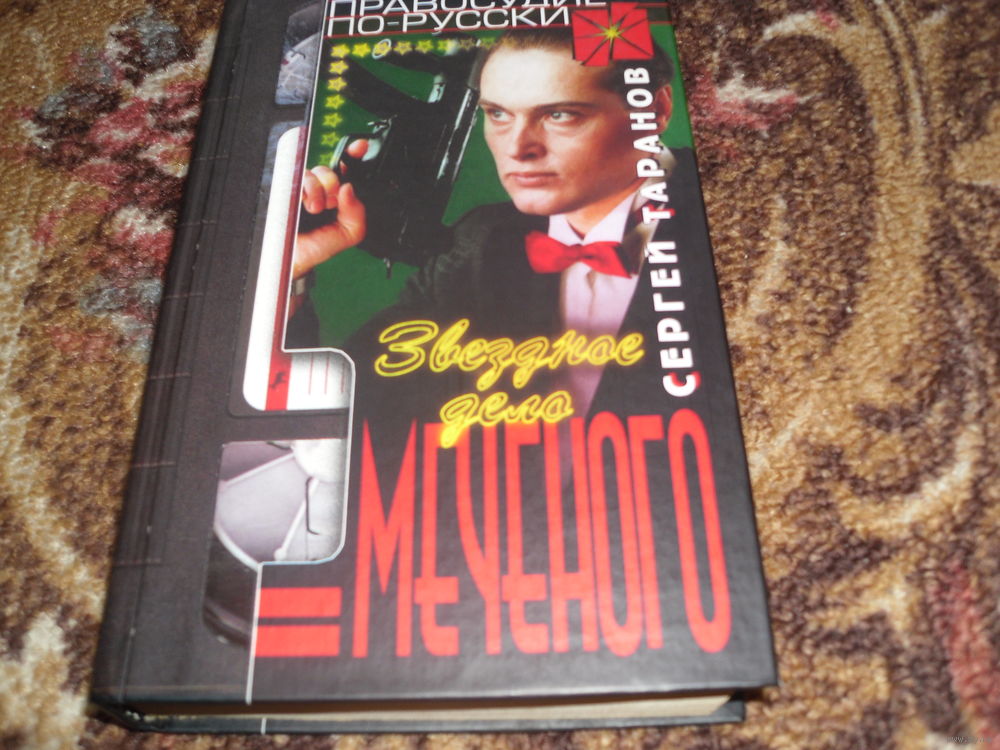 ПРАВОСУДИЕ
ПО-РУССКИ
СЕРГЕЙ ТАРАНОВ
Звездное
дело
МЕЧЕНОГО